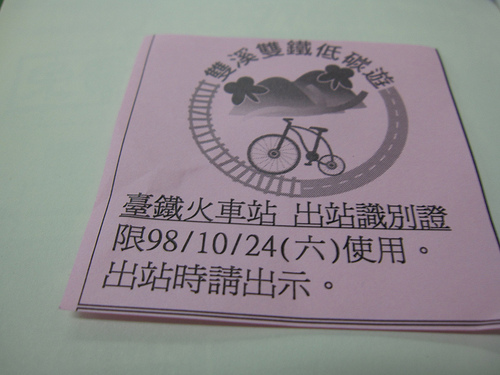 雙溪雙鐵低碳遊
臺鐵火車站 出站識別證
限98/10/24(六)使用。
出站時請出示。